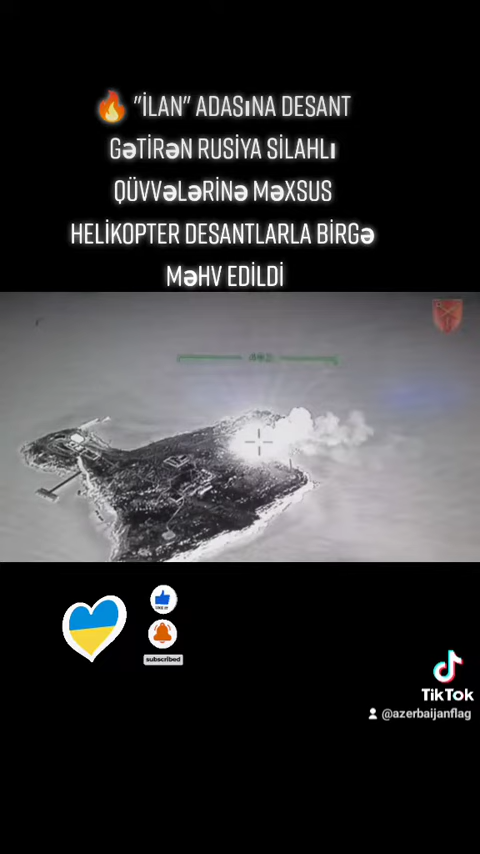 🔥 "İLAN" ADASıNA DESANT
GƏTİRƏN RUSİYA SİLAHLı
QÜVVƏLƏRİNƏ MƏXSUS
HELİKOPTER DESANTLARLA BİRGƏ
MƏHV EDİLDİ
subscribed
TikTok
@azerbaijanflag